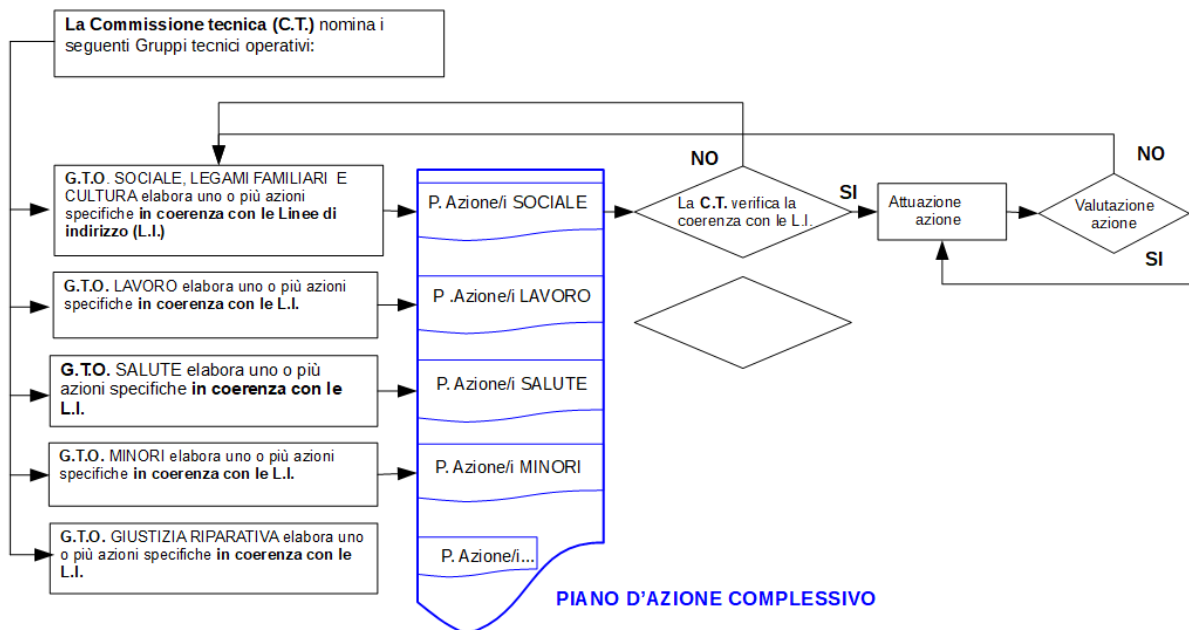 La Commissione tecnica (C.T.) nomina i
seguenti Gruppi tecnici operativi:
G.T.O. SOCIALE, LEGAMI FAMILIARI E
CULTURA elabora uno o più azioni
specifiche in coerenza con le Linee di
indirizzo (L.I.)
P. Azione/i SOCIALE
NO
La C.T. verifica la
coerenza con le L.I.
SI
Attuazione
azione
NO
Valutazione
azione
SI
G.T.O. LAVORO elabora uno o più azioni
specifiche in coerenza con le L.I.
P .Azione/i LAVORO
G.T.O. SALUTE elabora uno o più
azioni specifiche in coerenza con le
L.I.
P. Azione/i SALUTE
G.T.O. MINORI elabora uno o più azioni
specifiche in coerenza con le L.I.
P. Azione/i MINORI
G.T.O. GIUSTIZIA RIPARATIVA elabora uno
o più azioni specifiche in coerenza con le
L.I.
P. Azione/i...
PIANO D'AZIONE COMPLESSIVO